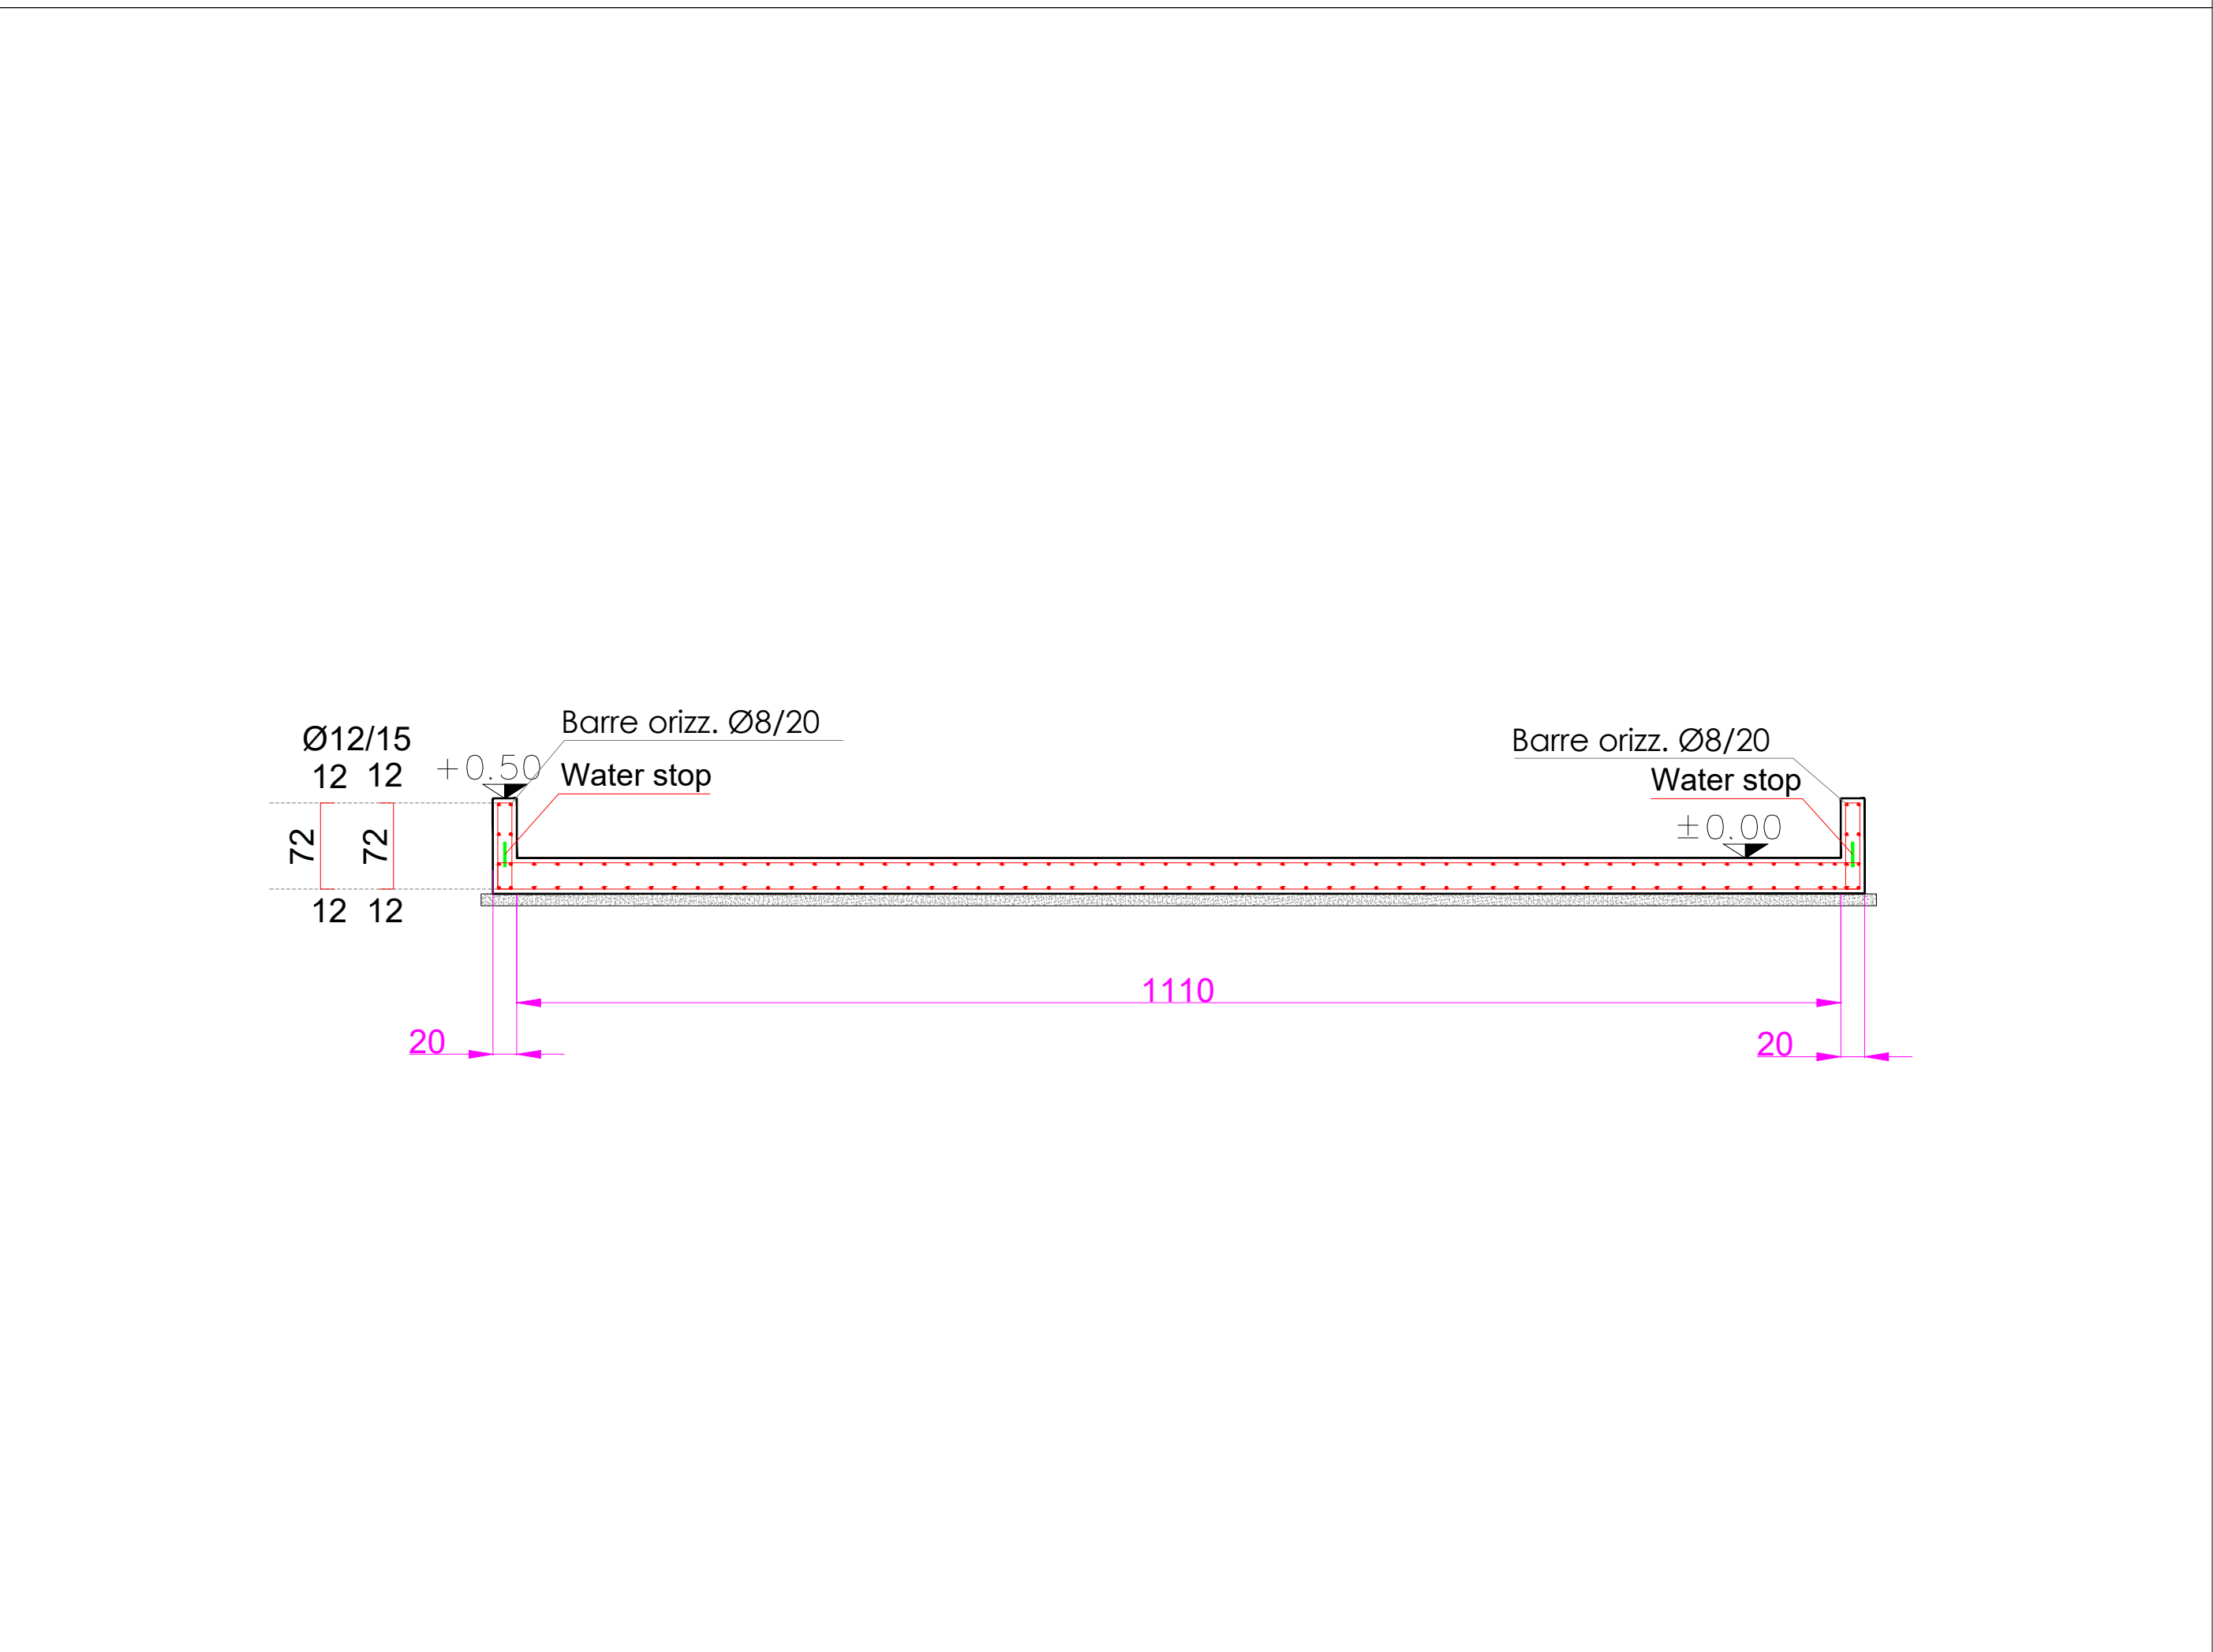 Barre orizz. Ø8/20
Ø12/15
Barre orizz. Ø8/20
12 12
+0.50
Water stop
Water stop
72
72
±0.00
12 12
1110
20
20